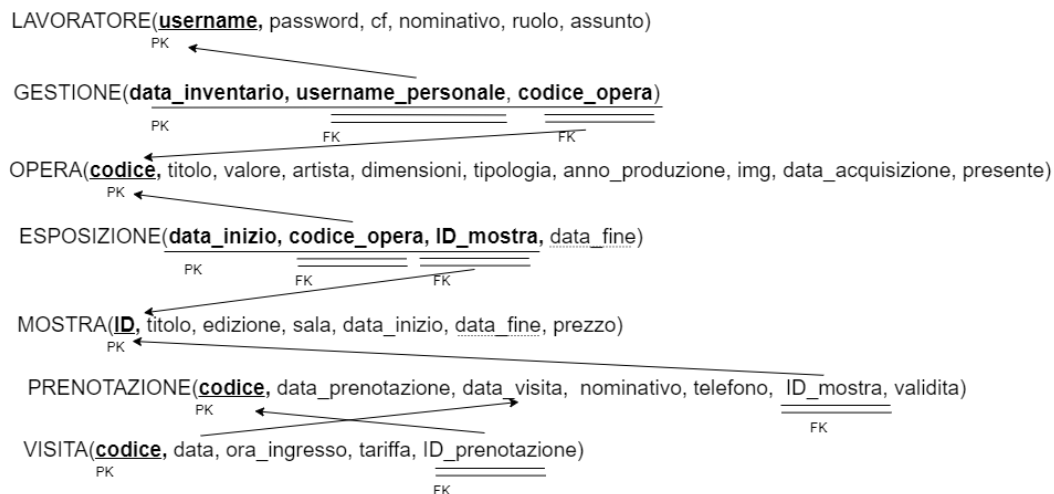 LAVORATORE(username, password, cf, nominativo, ruolo, assunto)
PK
GESTIONE(data_inventario, username_personale, codice_opera)
PK FK FK
OPERA(codice, titolo, valore, artista, dimensioni, tipologia, anno_produzione, img, data_acquisizione, presente)
PK
ESPOSIZIONE(data_inizio, codice_opera, ID_mostra, data_fine)
PK FK FK
MOSTRA(ID, titolo, edizione, sala, data_inizio, data_fine, prezzo)
PK
PRENOTAZIONE(codice, data_prenotazione, data_visita, nominativo, telefono, ID_mostra, validita)
PK FK
VISITA(codice, data, ora_ingresso, tariffa, ID_prenotazione)
PK FK